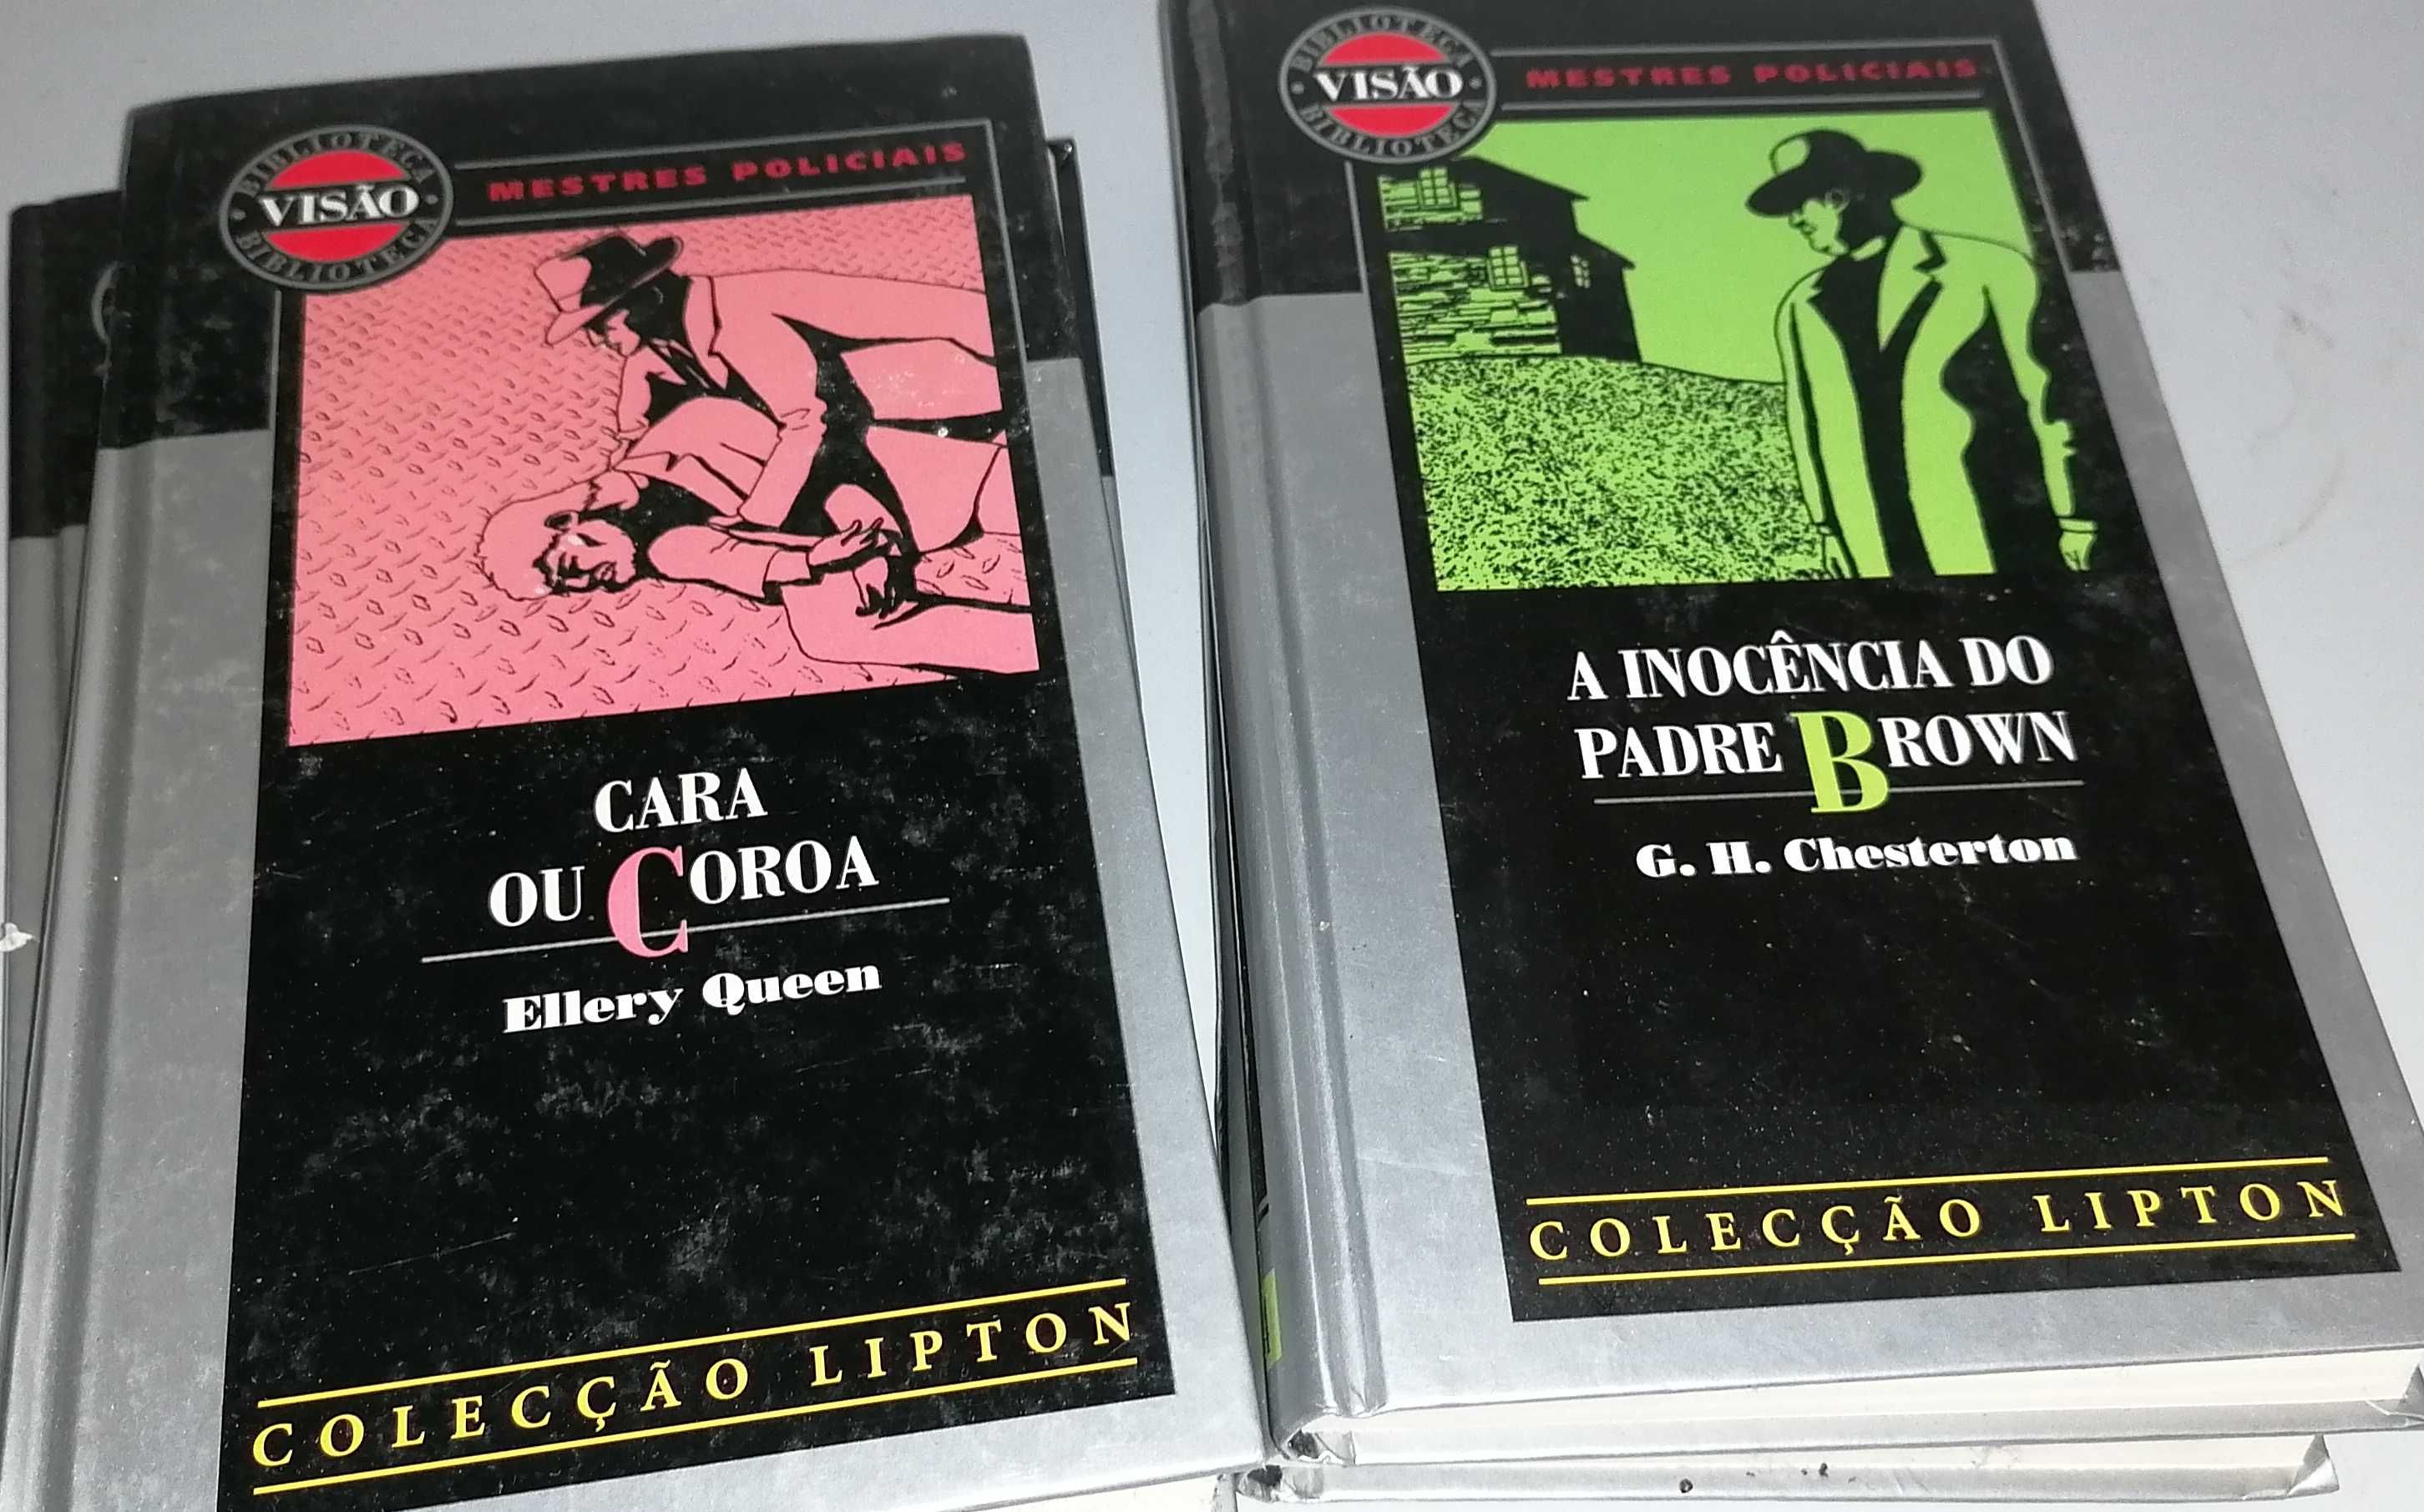 BIBLIOTECA
VISÃO
BIBLIOTECA
MESTRES POLICIAIS
CARA
OU COROA
Ellery Queen
COLECÇÃO LIPTON
BIBLIOTECA
VISÃO
BIBLIOTECA
MESTRES POLICIAIS
A INOCÊNCIA DO
PADRE BROWN
G. H. Chesterton
COLECÇÃO LIPTON